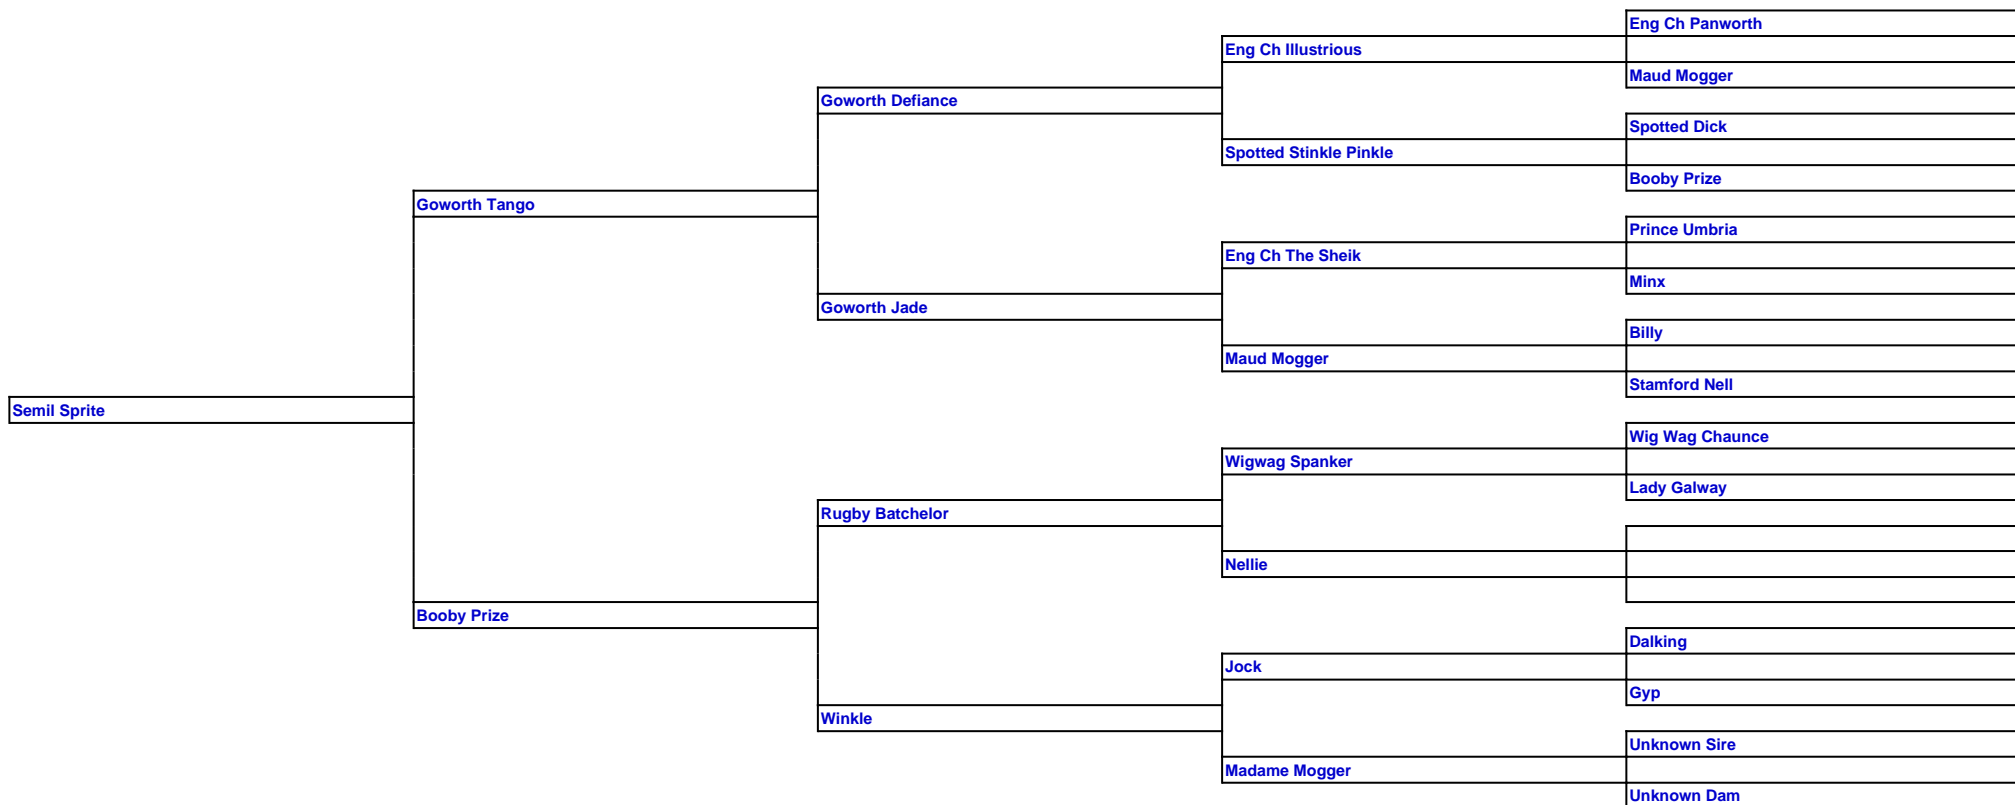 Eng Ch Panworth
Eng Ch Illustrious
Maud Mogger
Goworth Defiance
Spotted Dick
Spotted Stinkle Pinkle
Booby Prize
Goworth Tango
Prince Umbria
Eng Ch The Sheik
Minx
Goworth Jade
Billy
Maud Mogger
Stamford Nell
Semil Sprite
Wig Wag Chaunce
Wigwag Spanker
Lady Galway
Rugby Batchelor
Nellie
Booby Prize
Dalking
Jock
Gyp
Winkle
Unknown Sire
Madame Mogger
Unknown Dam